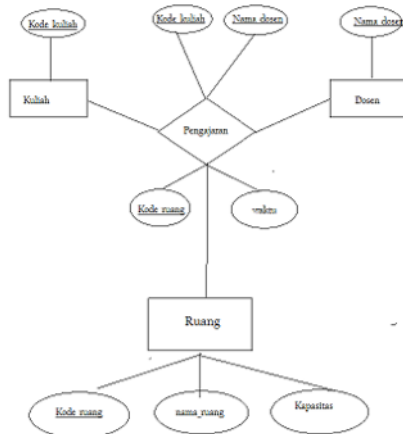 Kode kuliah
Kode kuliah
Nama dosen
Nama dosen
Kuliah
Pengajaran
Dosen
Kode ruang
waktu
Ruang
Kode ruang
nama_ruang
Kapasitas